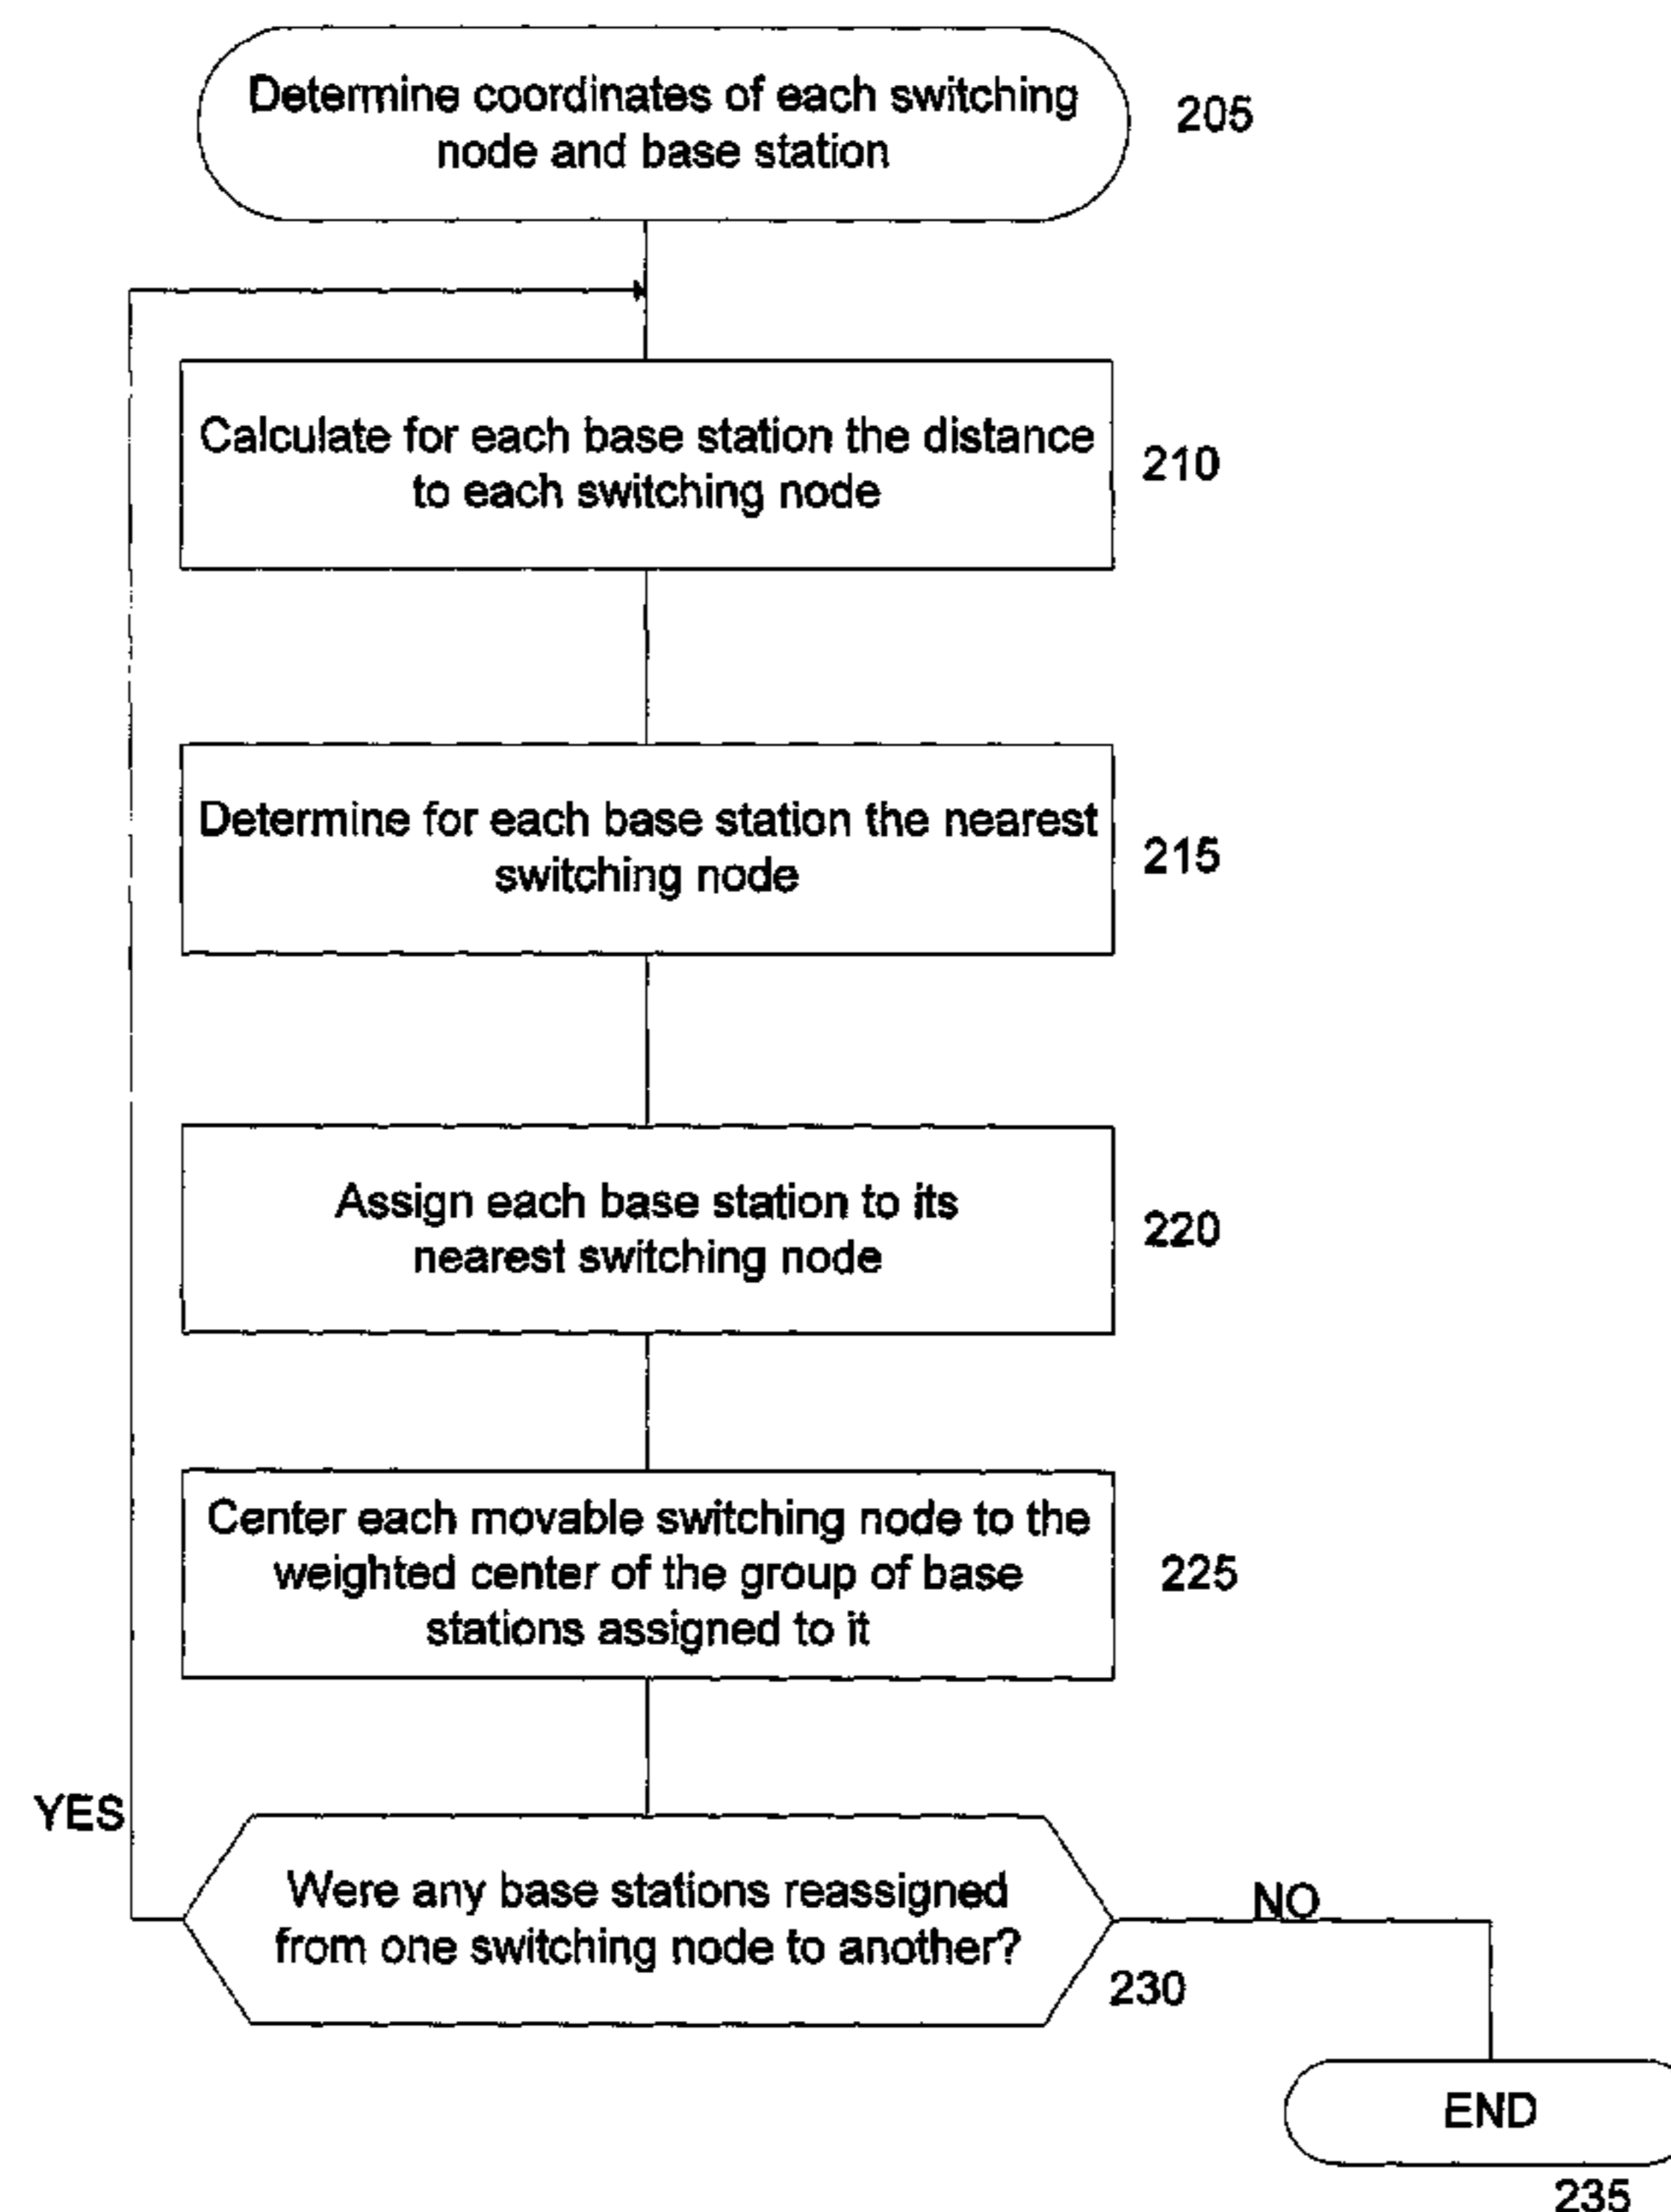 Determine coordinates of each switching
node and base station
205
Calculate for each base station the distance
to each switching node
210
Determine for each base station the nearest
switching node
215
Assign each base station to its
nearest switching node
220
Center each movable switching node to the
weighted center of the group of base
stations assigned to it
225
YES
Were any base stations reassigned
from one switching node to another?
NO
230
END
235